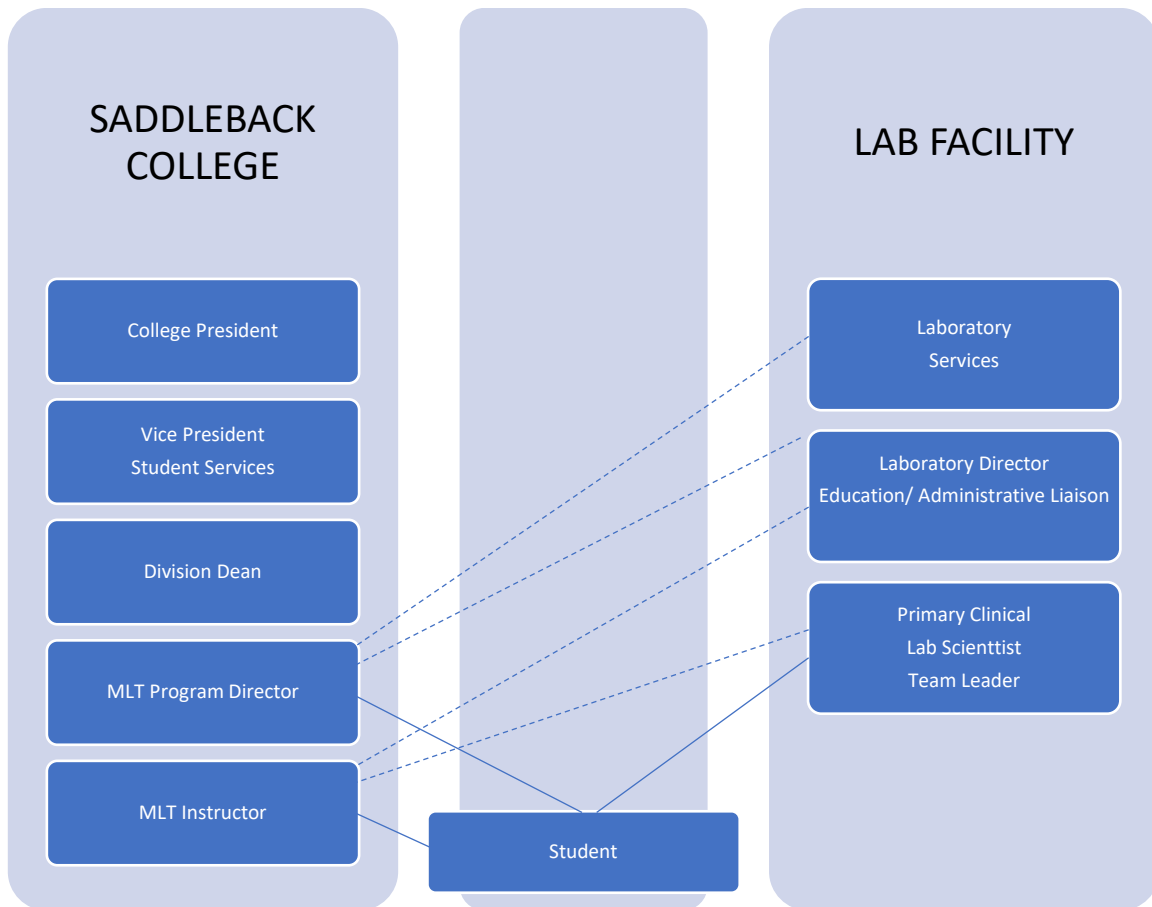 SADDLEBACK
COLLEGE
College President
Vice President
Student Services
Division Dean
MLT Program Director
MLT Instructor
Student
LAB FACILITY
Laboratory
Services
Laboratory Director
Education/ Administrative Liaison
Primary Clinical
Lab Scienttist
Team Leader